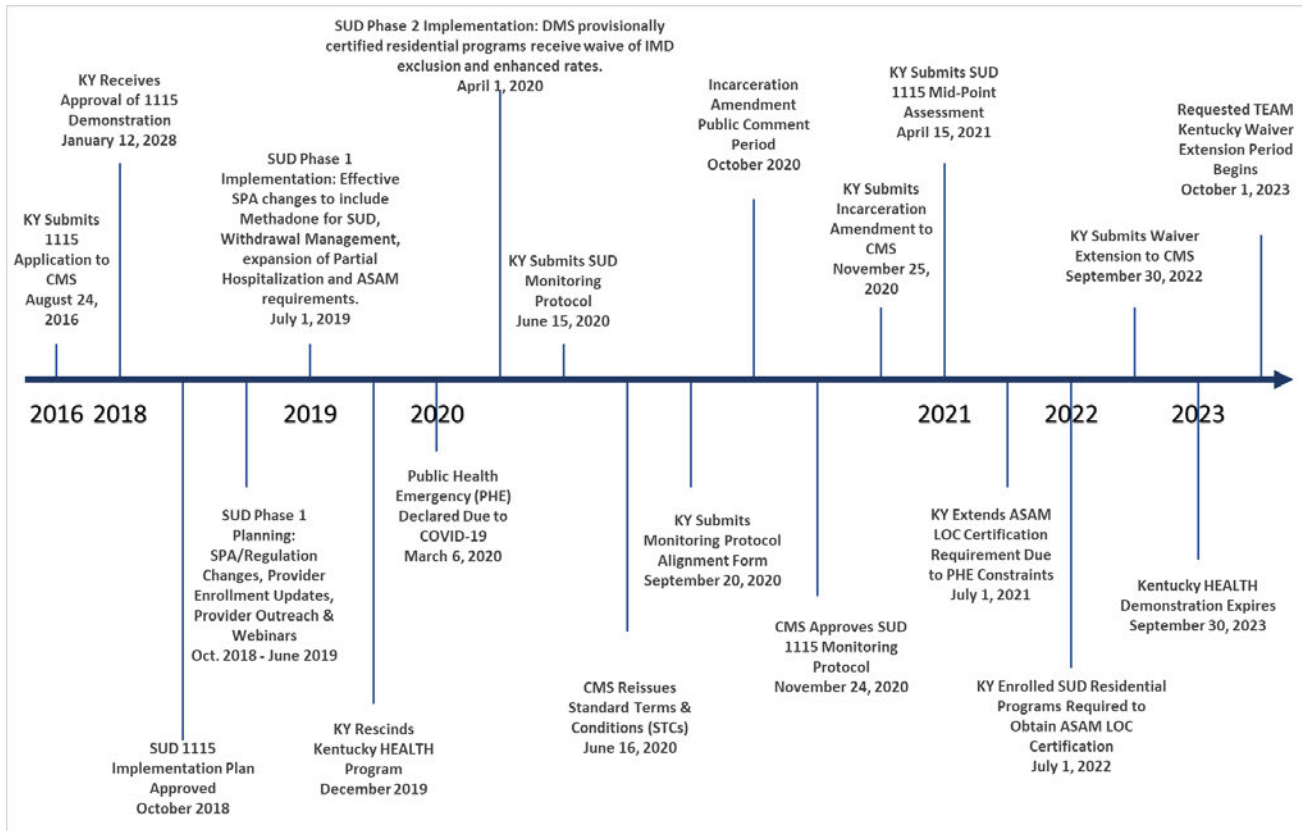 SUD Phase 2 Implementation: DMS provisionally
certified residential programs receive waive of IMD
exclusion and enhanced rates.
April 1, 2020
KY Receives
Approval of 1115
Demonstration
January 12, 2028
Incarceration
Amendment
Public Comment
Period
October 2020
KY Submits SUD
1115 Mid-Point
Assessment
April 15, 2021
Requested TEAM
Kentucky Waiver
Extension Period
Begins
October 1, 2023
SUD Phase 1
Implementation: Effective
SPA changes to include
Methadone for SUD,
Withdrawal Management,
expansion of Partial
Hospitalization and ASAM
requirements.
July 1, 2019
KY Submits
1115
Application to
CMS
August 24,
2016
KY Submits SUD
Monitoring
Protocol
June 15, 2020
KY Submits
Incarceration
Amendment to
CMS
November 25,
2020
KY Submits Waiver
Extension to CMS
September 30, 2022
2016
2018
2019
2020
2021
2022
2023
Public Health
Emergency (PHE)
Declared Due to
COVID-19
March 6, 2020
SUD Phase 1
Planning:
SPA/Regulation
Changes, Provider
Enrollment Updates,
Provider Outreach &
Webinars
Oct. 2018 - June 2019
KY Submits
Monitoring Protocol
Alignment Form
September 20, 2020
KY Extends ASAM
LOC Certification
Requirement Due
to PHE Constraints
July 1, 2021
Kentucky HEALTH
Demonstration Expires
September 30, 2023
CMS Approves SUD
1115 Monitoring
Protocol
November 24, 2020
CMS Reissues
Standard Terms &
Conditions (STCs)
June 16, 2020
KY Enrolled SUD Residential
Programs Required to
Obtain ASAM LOC
Certification
July 1, 2022
KY Rescinds
Kentucky HEALTH
Program
December 2019
SUD 1115
Implementation Plan
Approved
October 2018